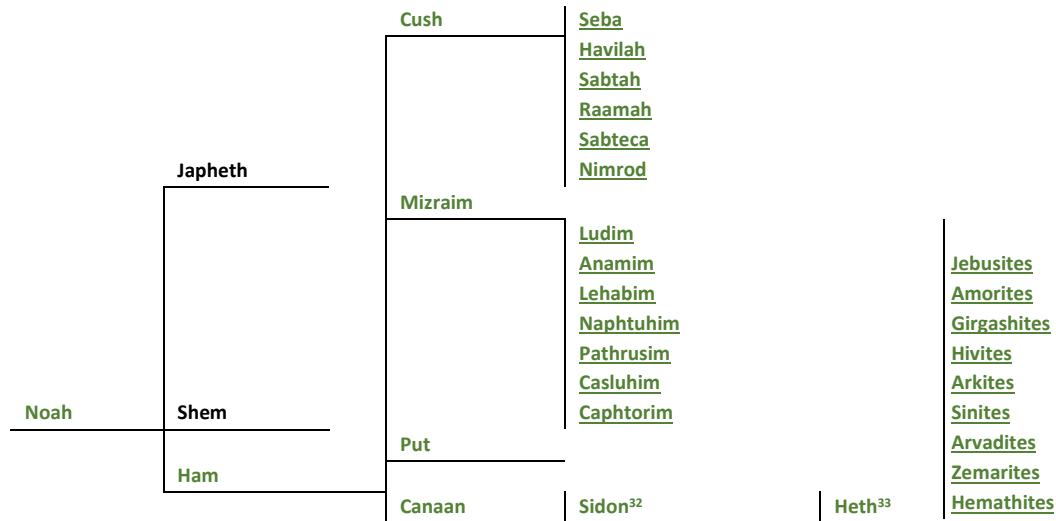 Cush Seba
Havilah
Sabtah
Raamah
Sabteca
Japheth Nimrod
Mizraim
Ludim
Anamim Jebusites
Lehabim Amorites
Naphtuhim Girgashites
Pathrusim Hivites
Casluhim Arkites
Noah Shem Caphtorim Sinites
Put Arvadites
Ham Zemarites
Canaan Sidon³² Heth³³ Hemathites